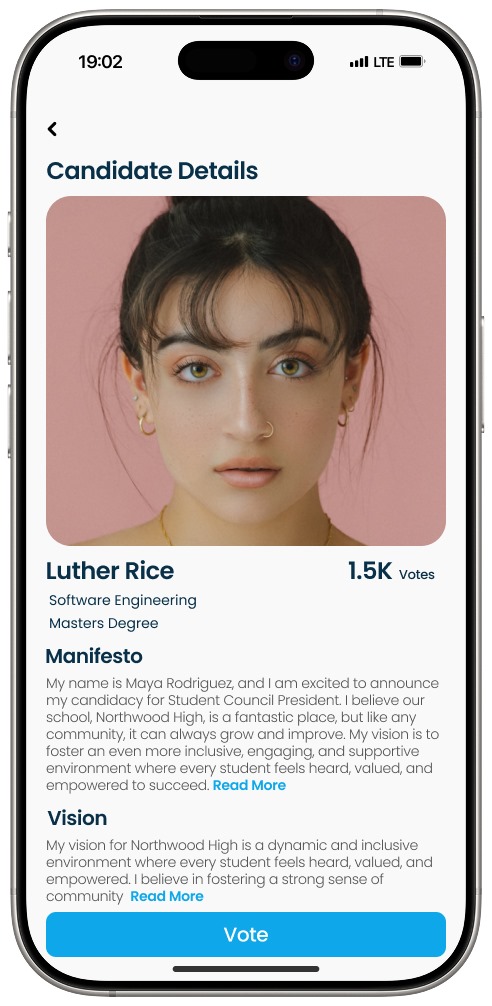 19:02 LTE
Candidate Details
Luther Rice 1.5K Votes
Software Engineering
Masters Degree
Manifesto
My name is Maya Rodriguez, and I am excited to announce
my candidacy for Student Council President. I believe our
school, Northwood High, is a fantastic place, but like any
community, it can always grow and improve. My vision is to
foster an even more inclusive, engaging, and supportive
environment where every student feels heard, valued, and
empowered to succeed. Read More
Vision
My vision for Northwood High is a dynamic and inclusive
environment where every student feels heard, valued, and
empowered. I believe in fostering a strong sense of
community Read More
Vote